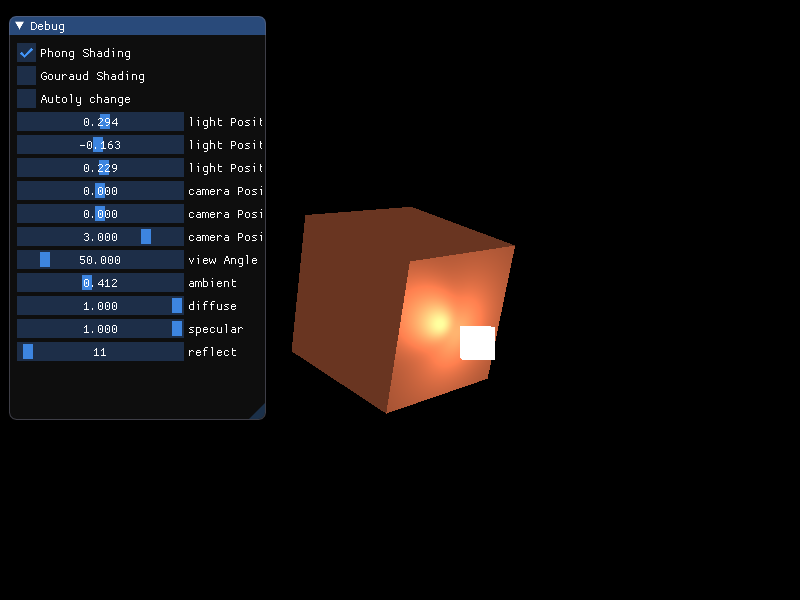 Debug
Phong Shading
Gouraud Shading
Autoly change
0.294 light Posit
-0.163 light Posit
0.229 light Posit
0.000 camera Posi
0.000 camera Posi
3.000 camera Posi
50.000 view Angle
0.412 ambient
1.000 diffuse
1.000 specular
11 reflect